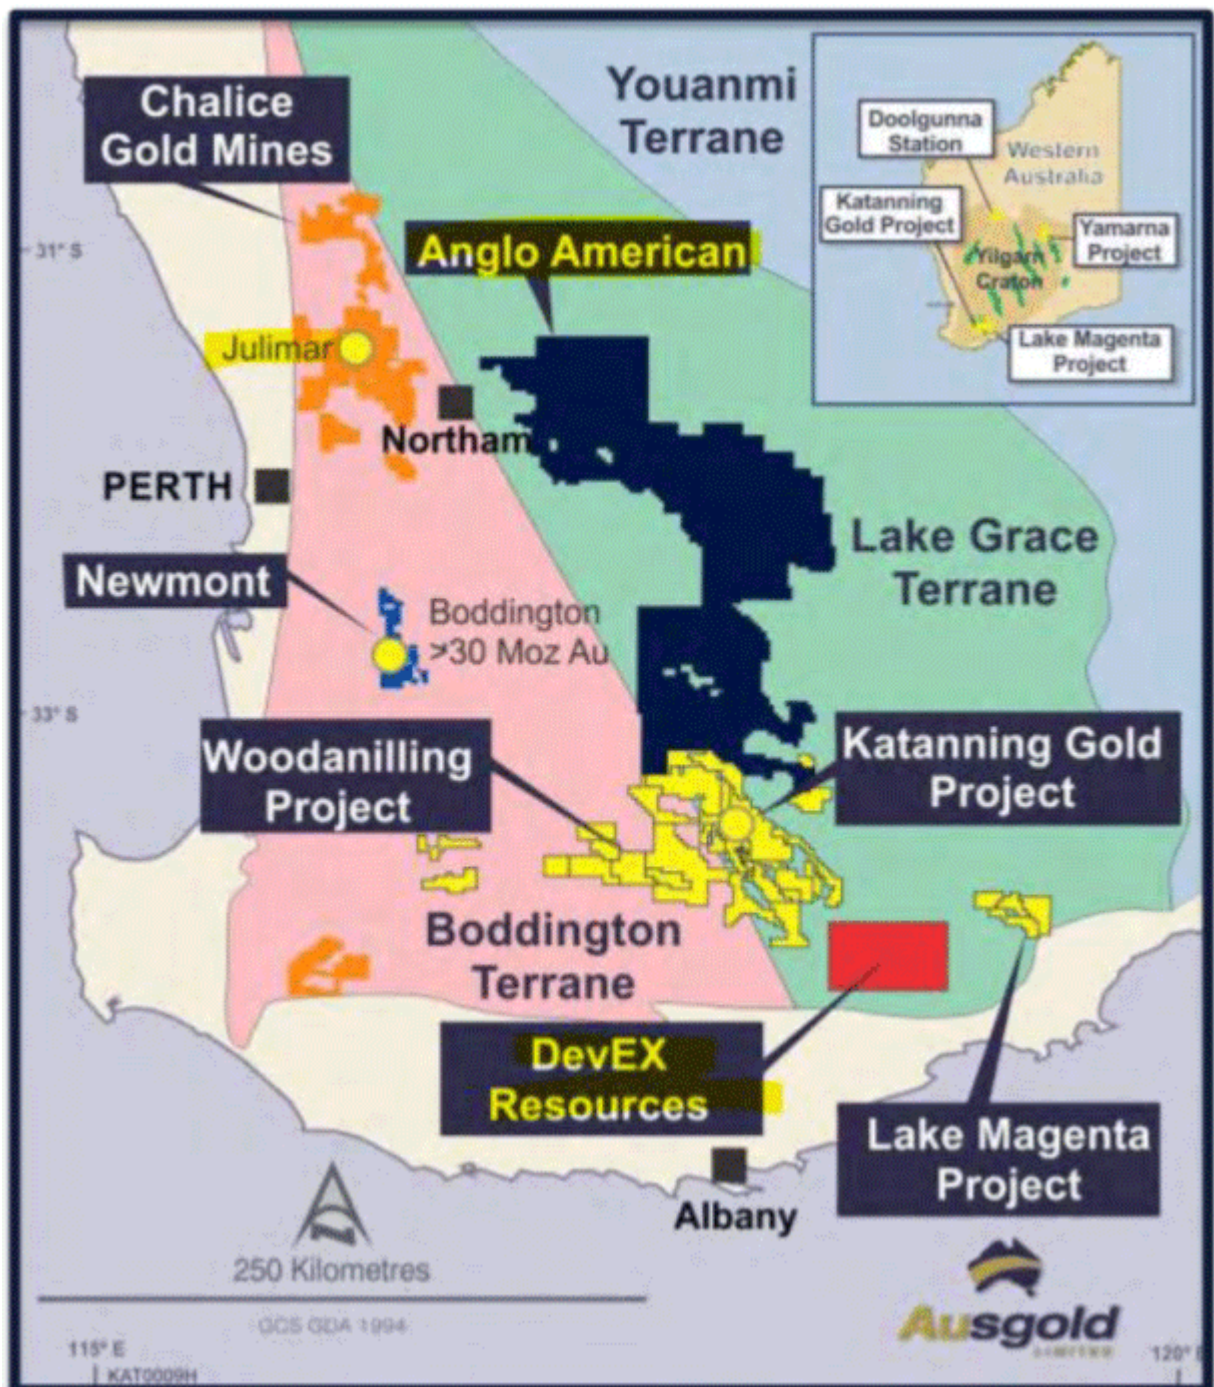 Youanmi
Terrane
Chalice
Gold Mines
Doolgunna
Station
Western
Australia
Katanning
Gold Project
Yamarna
Project
Yilgarn
Craton
Lake Magenta
Project
31° S
Anglo American
Julimar
Northam
PERTH
Lake Grace
Terrane
Newmont
Boddington
>30 Moz Au
33° S
Woodanilling
Project
Katanning Gold
Project
Boddington
Terrane
DevEX
Resources
Lake Magenta
Project
Albany
250 Kilometres
GCS GDA 1994
Ausgold
LIMITED
115° E
120° E
KAT0009H